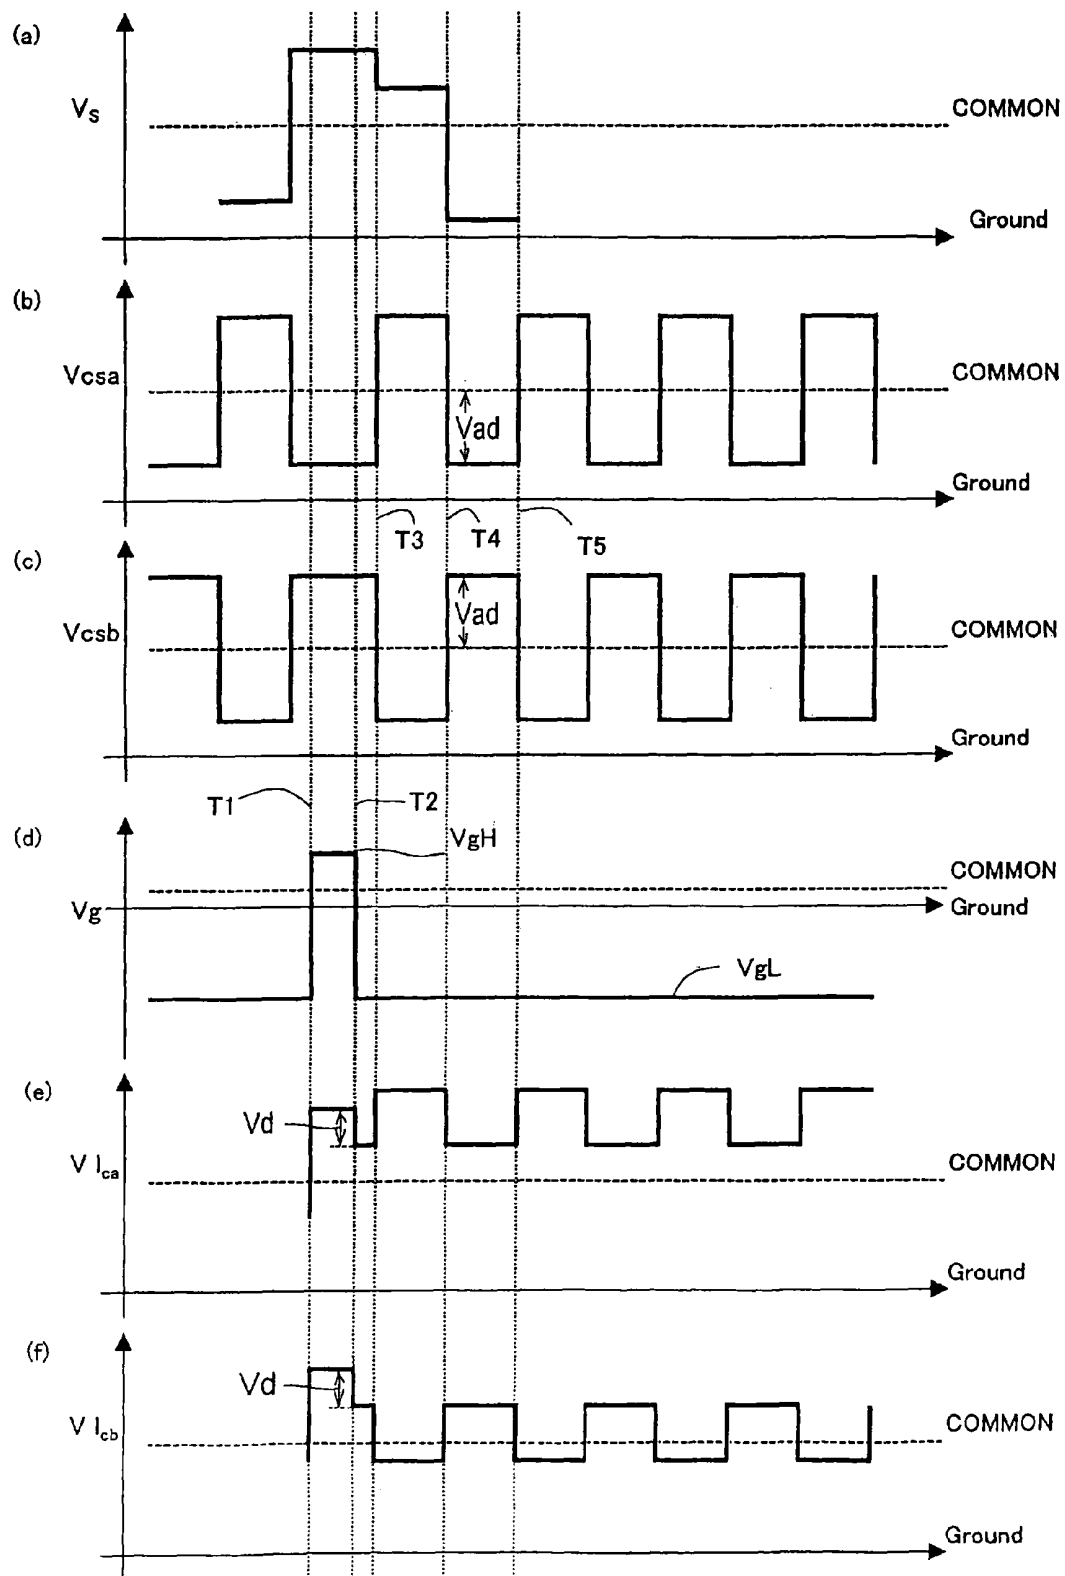 (a)
Vs
COMMON
Ground
(b)
Vcsa
COMMON
Vad
Ground
T3
T4
T5
(c)
Vcsb
Vad
COMMON
Ground
T1
T2
(d)
VgH
COMMON
Vg
Ground
VgL
(e)
Vd
V lca
COMMON
Ground
(f)
Vd
V lcb
COMMON
Ground